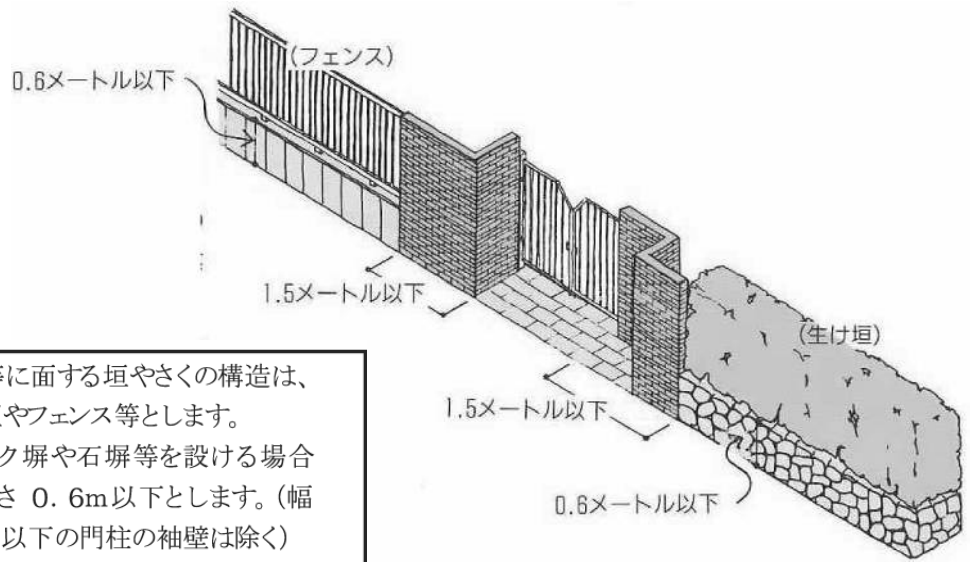 (フェンス)
0.6メートル以下
1.5メートル以下
(生け垣)
1.5メートル以下
0.6メートル以下
に面する垣やさくの構造は、
やフェンス等とします。
ク塀や石塀等を設ける場合
さ 0.6m以下とします。(幅
以下の門柱の袖壁は除く)